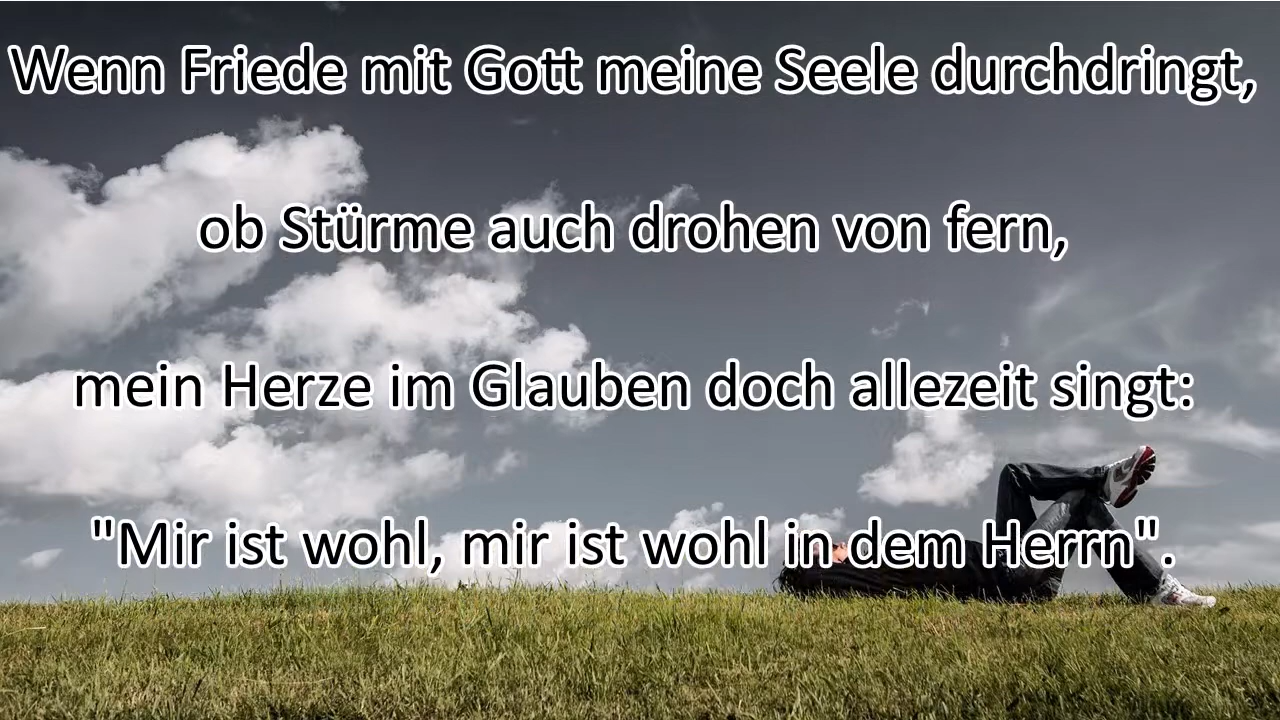 Wenn Friede mit Gott meine Seele durchdringt,
ob Stürme auch drohen von fern,
mein Herze im Glauben doch allezeit singt:
"Mir ist wohl, mir ist wohl in dem Herrn".